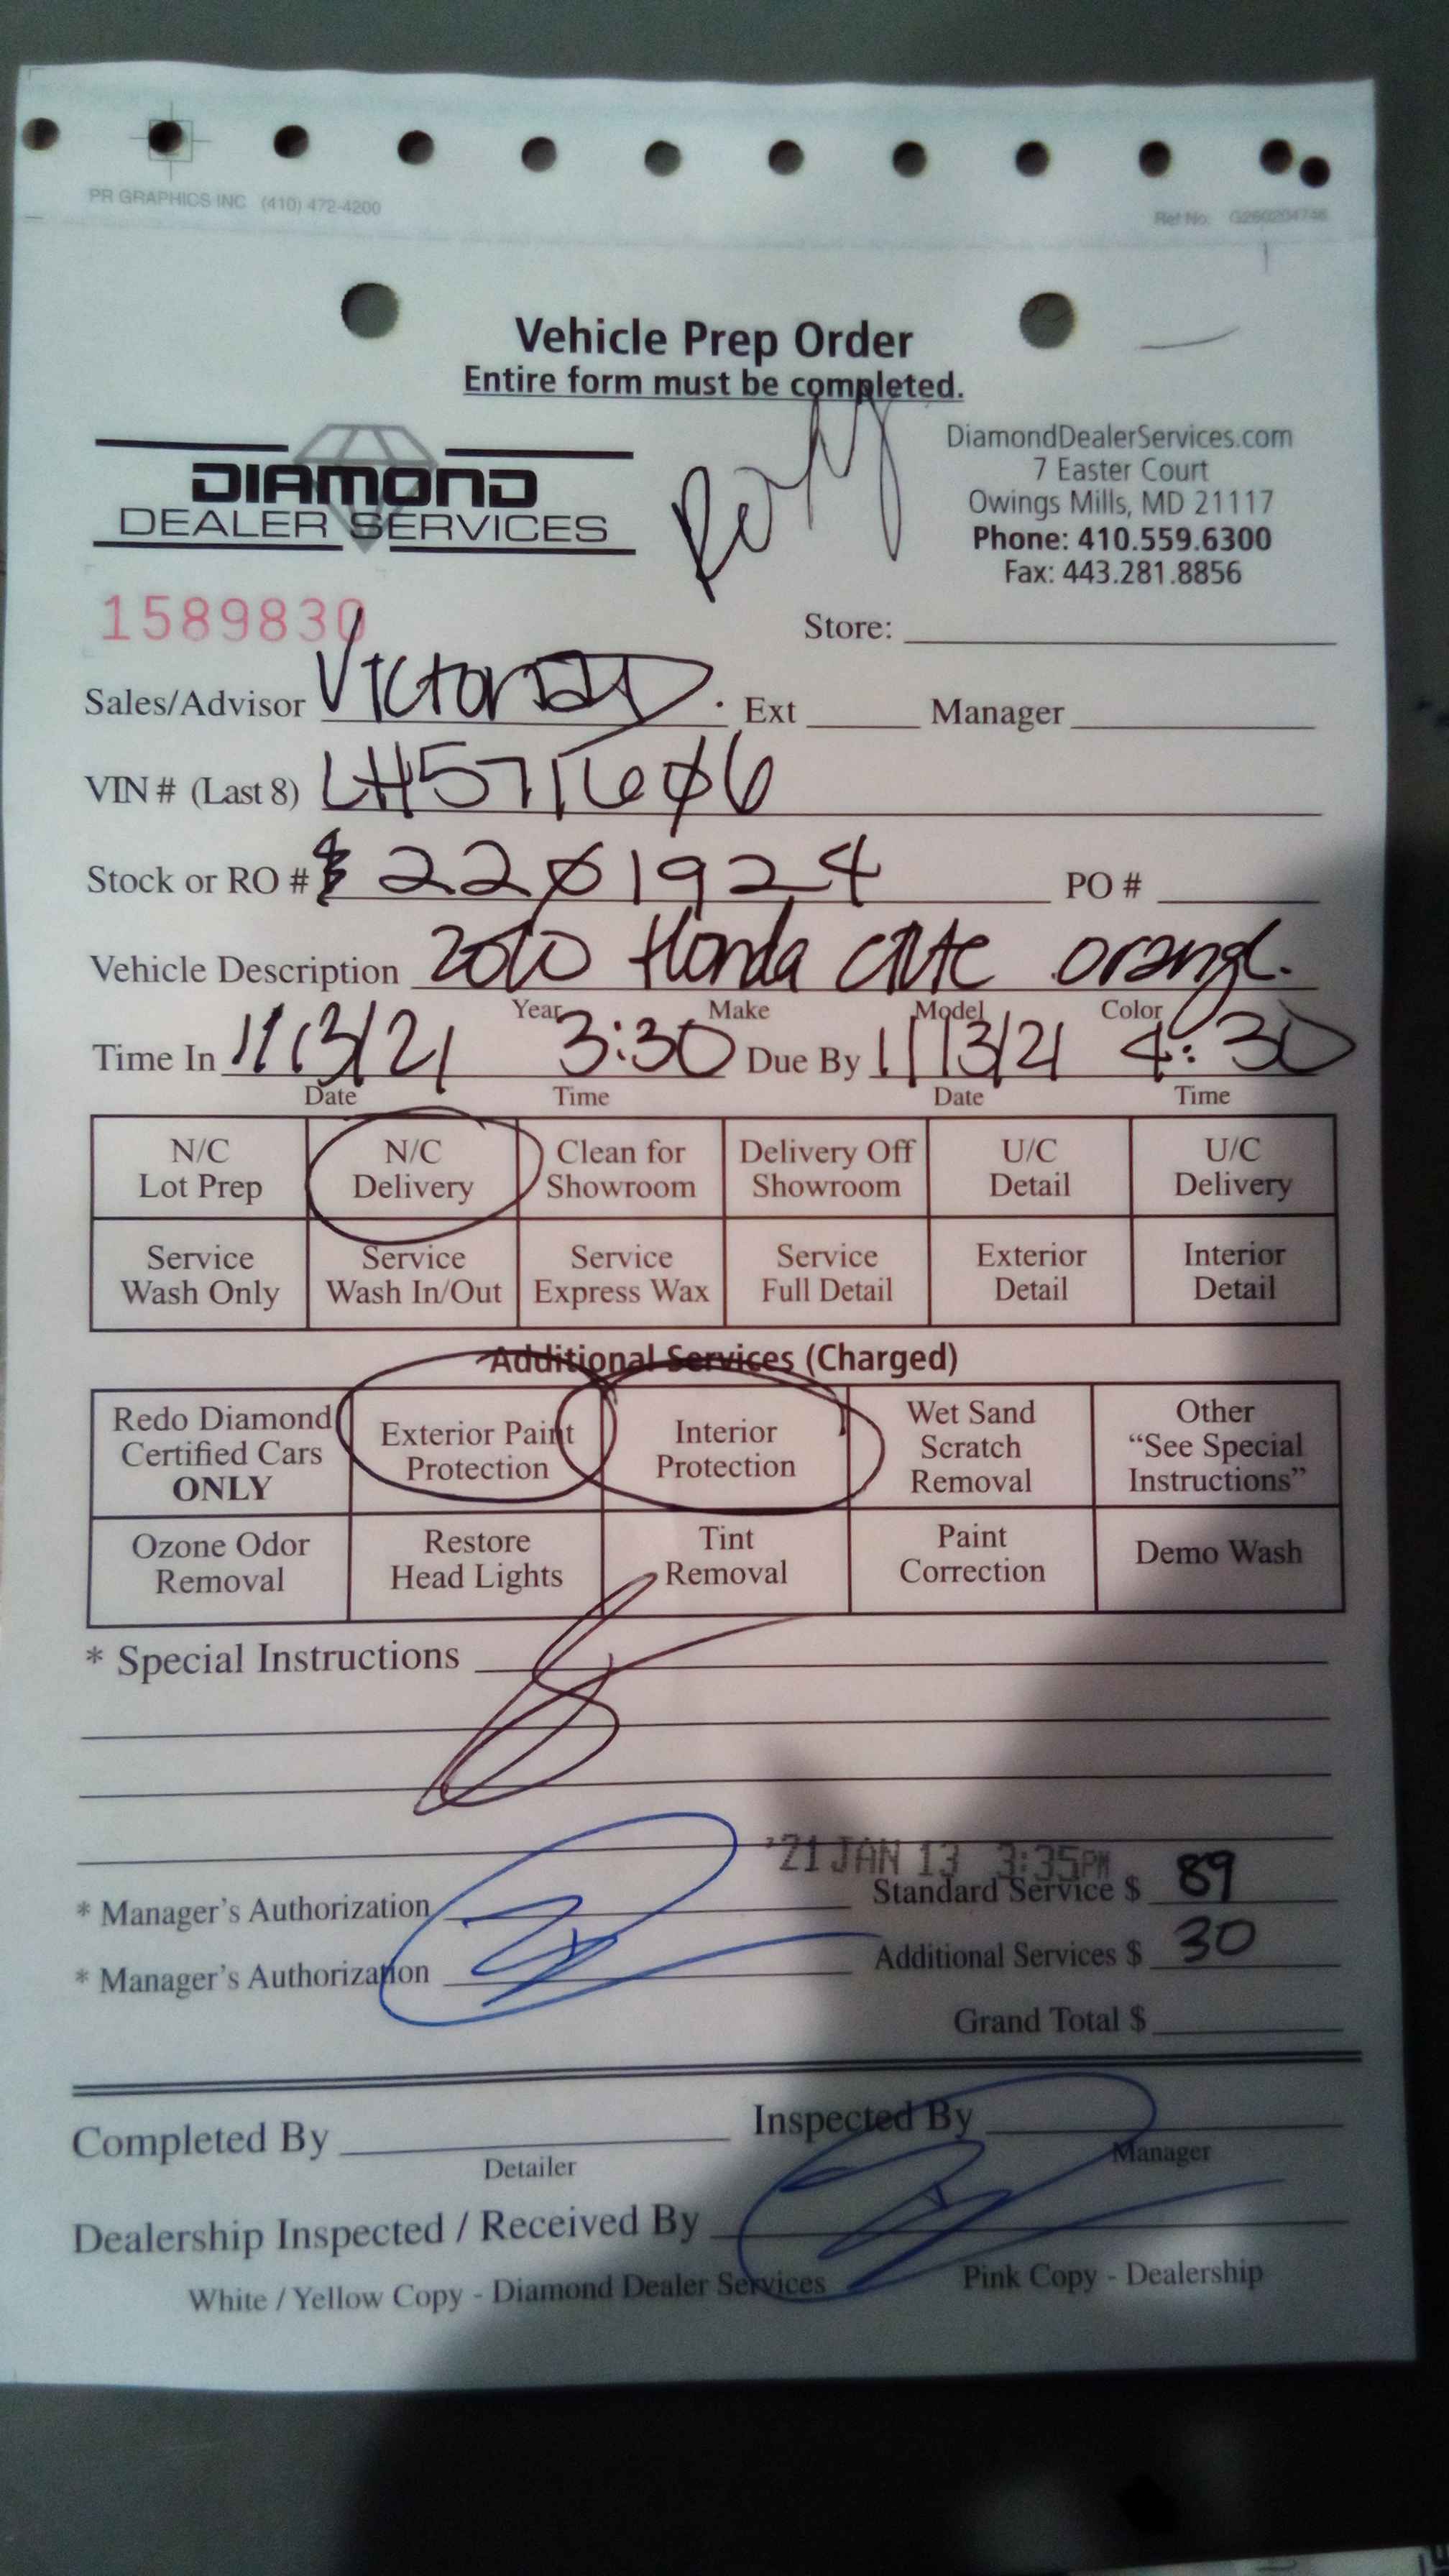 PR GRAPHICS INC (410) 472-4200
Ref No: G260204746
Vehicle Prep Order
Entire form must be completed.
DIAMOND
DEALER SERVICES
DiamondDealerServices.com
7 Easter Court
Owings Mills, MD 21117
Phone: 410.559.6300
Fax: 443.281.8856
1589830
Store:
Sales/Advisor Victoria D. Ext Manager
VIN # (Last 8) LH571606
Stock or RO # 2201924 PO #
Vehicle Description Honda orange.
Year Make Model Color
Time In 1/13/21 3:30 Due By 1/13/21 4:30
Date Time Date Time
N/C Lot Prep N/C Delivery Clean for Showroom Delivery Off Showroom U/C Detail U/C Delivery
Service Wash Only Service Wash In/Out Service Express Wax Service Full Detail Exterior Detail Interior Detail
Additional Services (Charged)
Redo Diamond Certified Cars ONLY Exterior Paint Protection Interior Protection Wet Sand Scratch Removal Other "See Special Instructions"
Ozone Odor Removal Restore Head Lights Tint Removal Paint Correction Demo Wash
* Special Instructions
'21 JAN 13 3:35PM
* Manager's Authorization Standard Service $ 89
* Manager's Authorization Additional Services $ 30
Grand Total $
Completed By Inspected By
Detailer Manager
Dealership Inspected / Received By
White / Yellow Copy - Diamond Dealer Services Pink Copy - Dealership